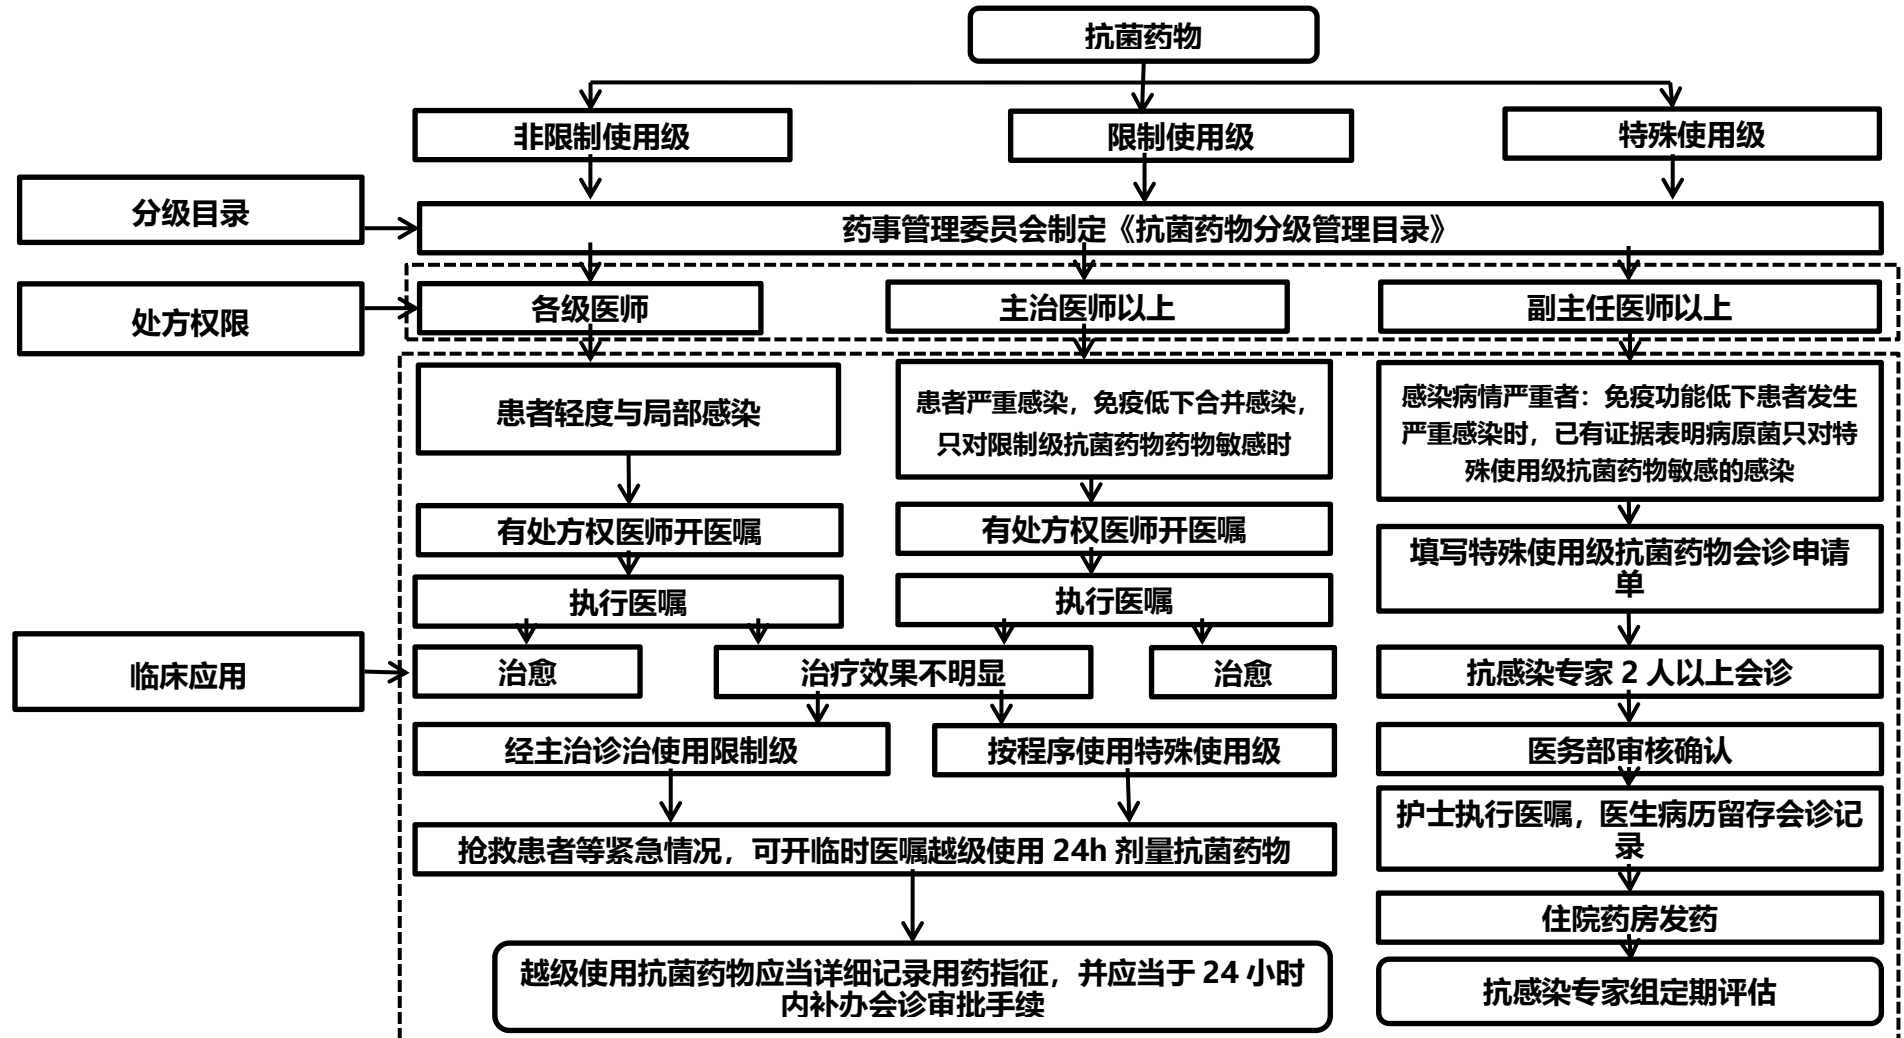 抗菌药物
非限制使用级
限制使用级
特殊使用级
分级目录
药事管理委员会制定《抗菌药物分级管理目录》
处方权限
各级医师
主治医师以上
副主任医师以上
患者轻度与局部感染
患者严重感染，免疫低下合并感染，
只对限制级抗菌药物药物敏感时
感染病情严重者：免疫功能低下患者发生
严重感染时，已有证据表明病原菌只对特
殊使用级抗菌药物敏感的感染
有处方权医师开医嘱
有处方权医师开医嘱
填写特殊使用级抗菌药物会诊申请
单
执行医嘱
执行医嘱
临床应用
治愈
治疗效果不明显
治愈
抗感染专家 2 人以上会诊
经主治诊治使用限制级
按程序使用特殊使用级
医务部审核确认
抢救患者等紧急情况，可开临时医嘱越级使用 24h 剂量抗菌药物
护士执行医嘱，医生病历留存会诊记
录
住院药房发药
越级使用抗菌药物应当详细记录用药指征，并应当于 24 小时
内补办会诊审批手续
抗感染专家组定期评估